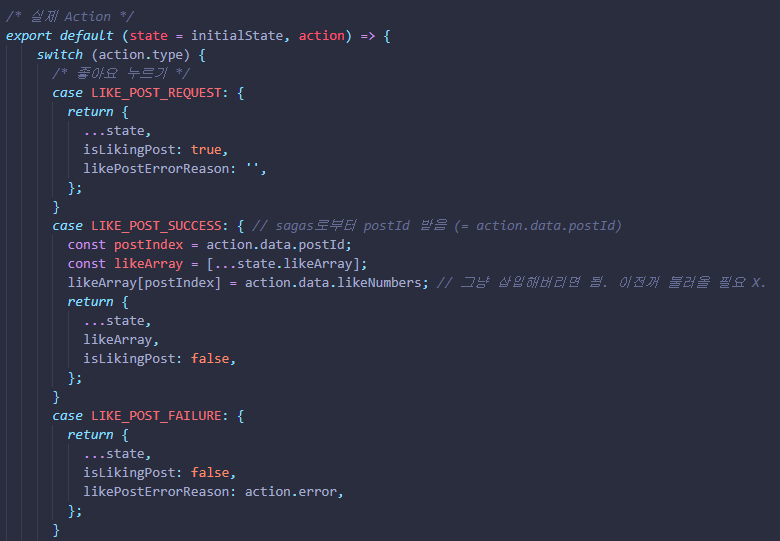 /* 실제 Action */
export default (state = initialState, action) => {
switch (action.type) {
/* 좋아요 누르기 */
case LIKE_POST_REQUEST: {
return {
...state,
isLikingPost: true,
likePostErrorReason: '',
};
}
case LIKE_POST_SUCCESS: { // sagas로부터 postId 받음 (= action.data.postId)
const postIndex = action.data.postId;
const likeArray = [...state.likeArray];
likeArray[postIndex] = action.data.likeNumbers; // 그냥 삽입해버리면 됨. 이전꺼 불러올 필요 X.
return {
...state,
likeArray,
isLikingPost: false,
};
}
case LIKE_POST_FAILURE: {
return {
...state,
isLikingPost: false,
likePostErrorReason: action.error,
};
}